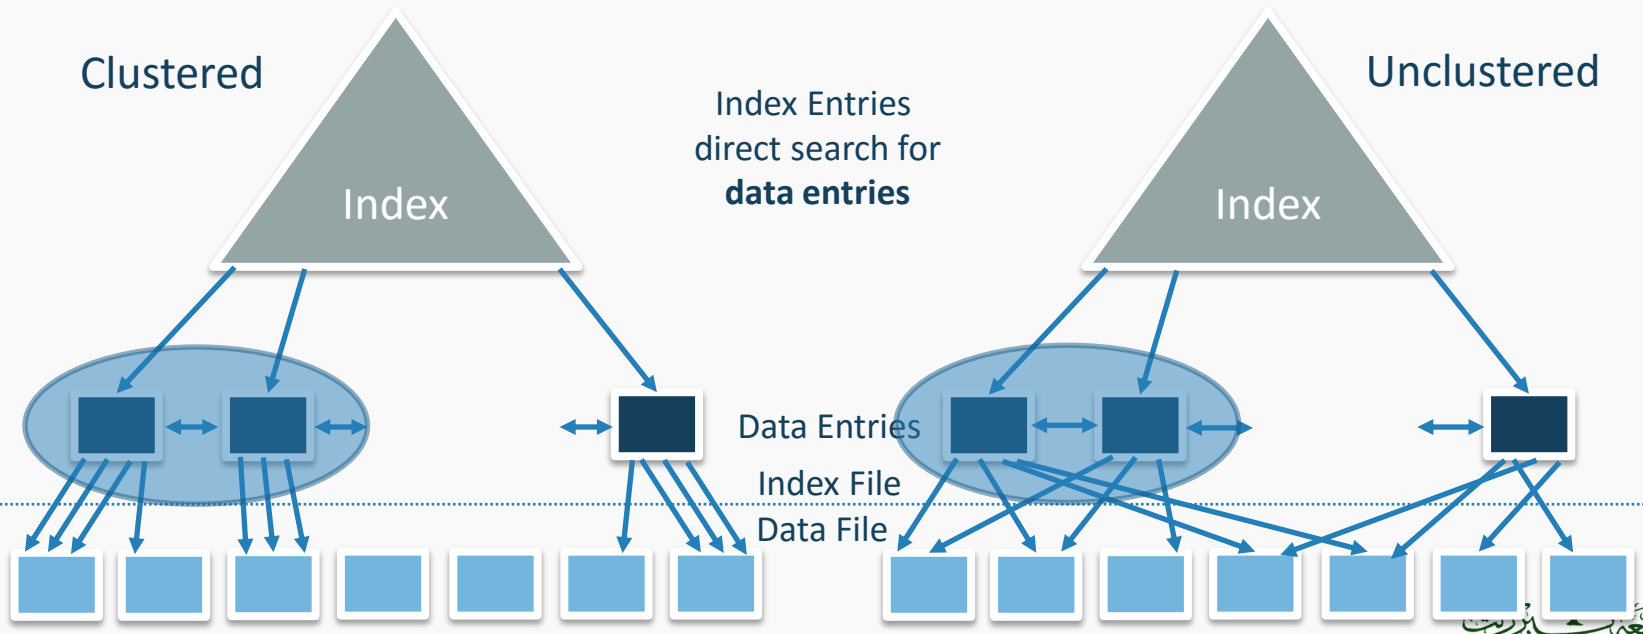 Clustered
Index
Index Entries
direct search for
data entries
Unclustered
Index
Data Entries
Index File
Data File